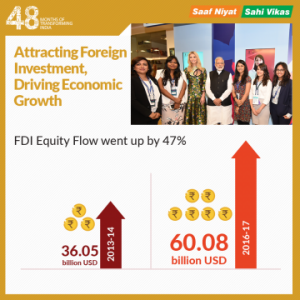 48
MONTHS OF
TRANSFORMING
INDIA
Saaf Niyat
Sahi Vikas
Attracting Foreign
Investment,
Driving Economic
Growth
FDI Equity Flow went up by 47%
₹
₹ ₹
36.05
billion USD
2013-14
₹ ₹
₹ ₹ ₹ ₹
60.08
billion USD
2016-17